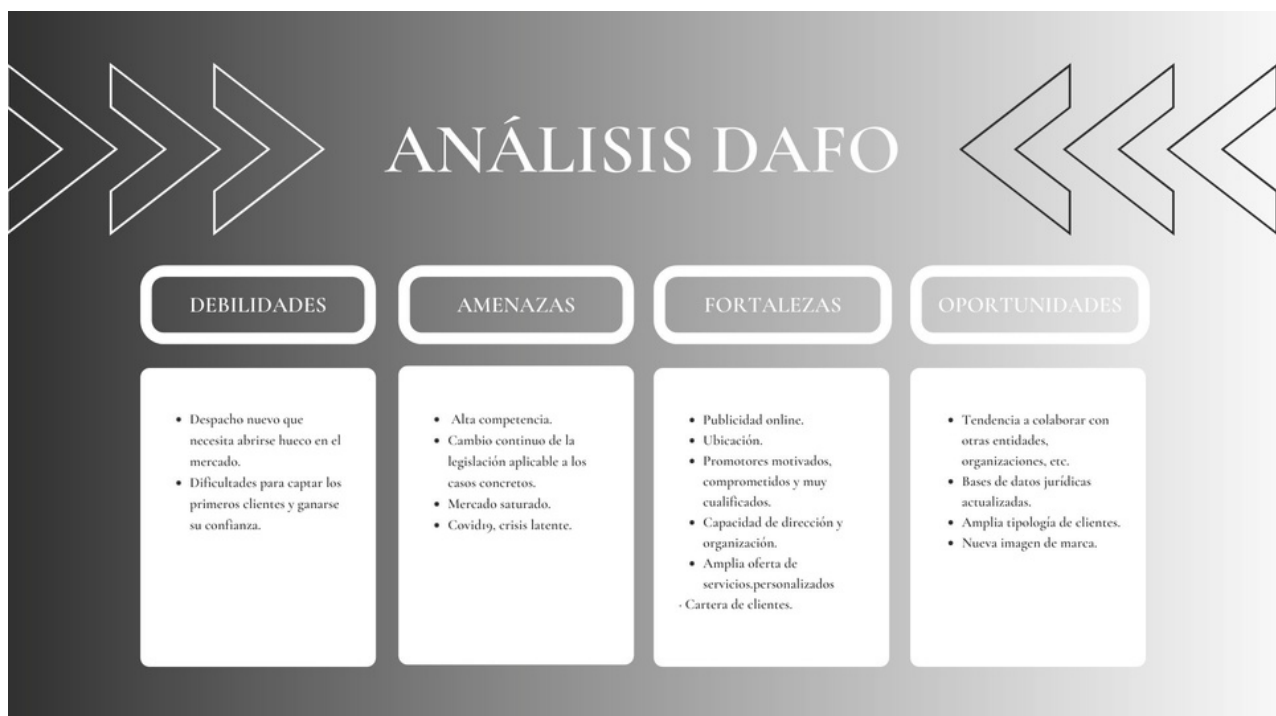 ANÁLISIS DAFO
DEBILIDADES
• Despacho nuevo que
necesita abrirse hueco en el
mercado.
• Dificultades para captar los
primeros clientes y ganarse
su confianza.
AMENAZAS
• Alta competencia.
• Cambio continuo de la
legislación aplicable a los
casos concretos.
• Mercado saturado.
• Covid19, crisis latente.
FORTALEZAS
• Publicidad online.
• Ubicación.
• Promotores motivados,
comprometidos y muy
cualificados.
• Capacidad de dirección y
organización.
• Amplia oferta de
servicios.personalizados
· Cartera de clientes.
OPORTUNIDADES
• Tendencia a colaborar con
otras entidades,
organizaciones, etc.
• Bases de datos jurídicas
actualizadas.
• Amplia tipología de clientes.
• Nueva imagen de marca.